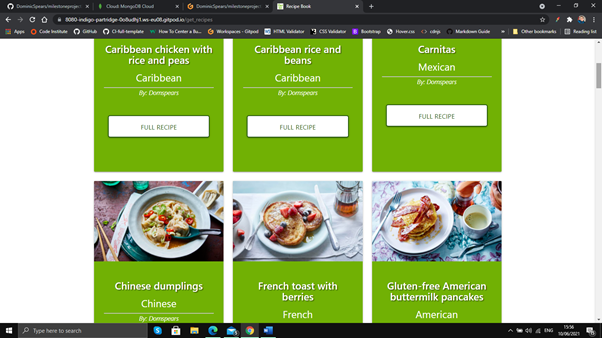 DominicSpears/milestoneprojec
Cloud: MongoDB Cloud
DominicSpears/milestoneprojec
Recipe Book
8080-indigo-partridge-0o8udhj1.ws-eu08.gitpod.io/get_recipes
Apps
Code Institute
GitHub
CI-full-template
YouTube
How To Center a Bu...
Workspaces - Gitpod
HTML Validator
CSS Validator
Bootstrap
Hover.css
cdnjs
Markdown Guide
Other bookmarks
Reading list
Caribbean chicken with
rice and peas
Caribbean
By: Domspears
FULL RECIPE
Caribbean rice and
beans
Caribbean
By: Domspears
FULL RECIPE
Carnitas
Mexican
By: Domspears
FULL RECIPE
Chinese dumplings
Chinese
By: Domspears
French toast with
berries
French
Gluten-free American
buttermilk pancakes
American
Type here to search
ENG
15:56
10/06/2021